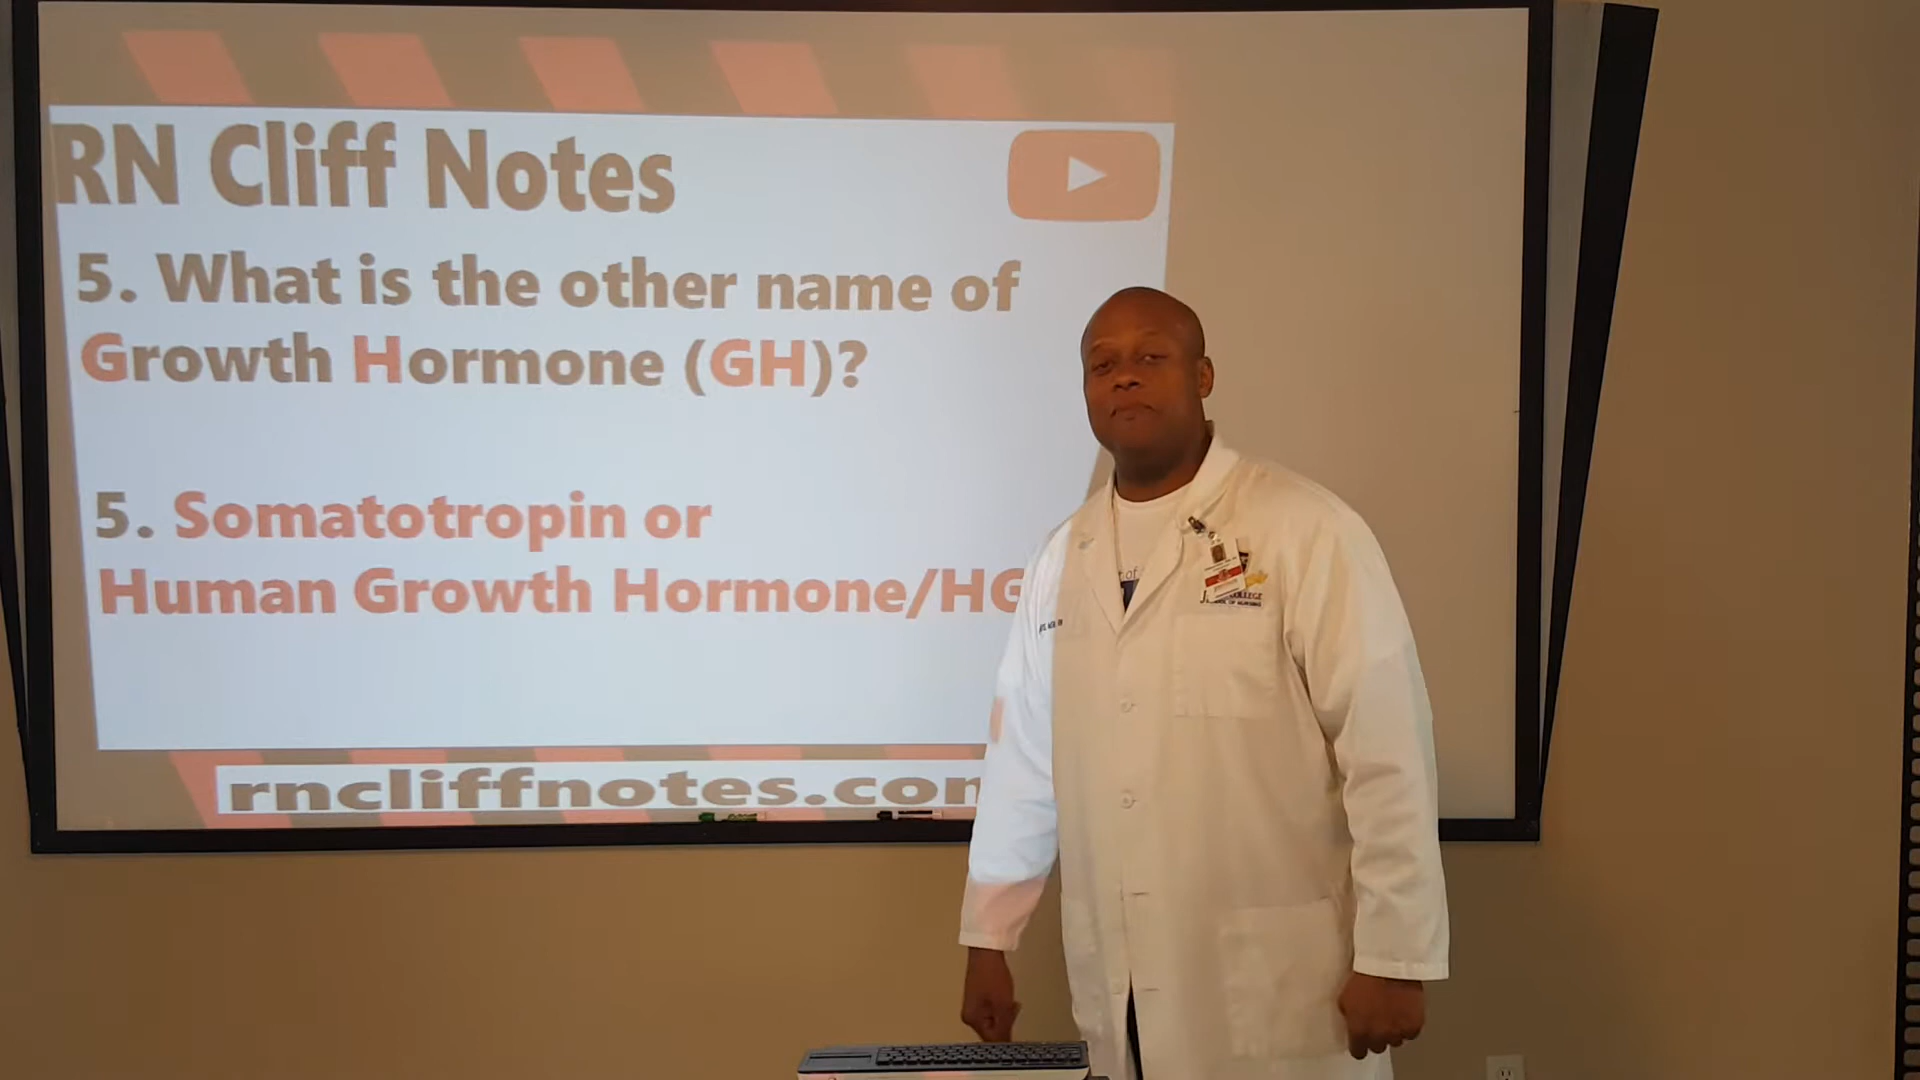 RN Cliff Notes
5. What is the other name of
Growth Hormone (GH)?
5. Somatotropin or
Human Growth Hormone/HG
rncliffnotes.com